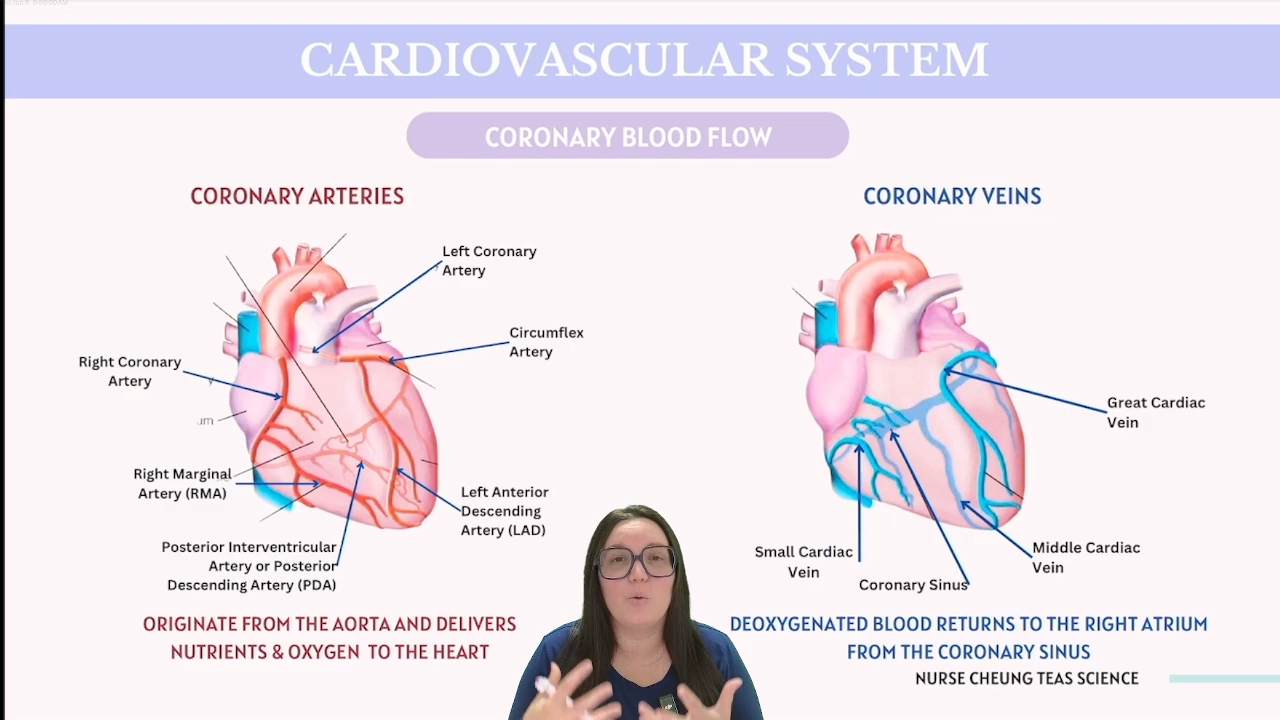 CARDIOVASCULAR SYSTEM
CORONARY BLOOD FLOW
CORONARY ARTERIES
Left Coronary
Artery
Circumflex
Artery
Right Coronary
Artery
um
Right Marginal
Artery (RMA)
Left Anterior
Descending
Artery (LAD)
Posterior Interventricular
Artery or Posterior
Descending Artery (PDA)
ORIGINATE FROM THE AORTA AND DELIVERS
NUTRIENTS & OXYGEN TO THE HEART
CORONARY VEINS
Great Cardiac
Vein
Small Cardiac
Vein
Coronary Sinus
Middle Cardiac
Vein
DEOXYGENATED BLOOD RETURNS TO THE RIGHT ATRIUM
FROM THE CORONARY SINUS
NURSE CHEUNG TEAS SCIENCE